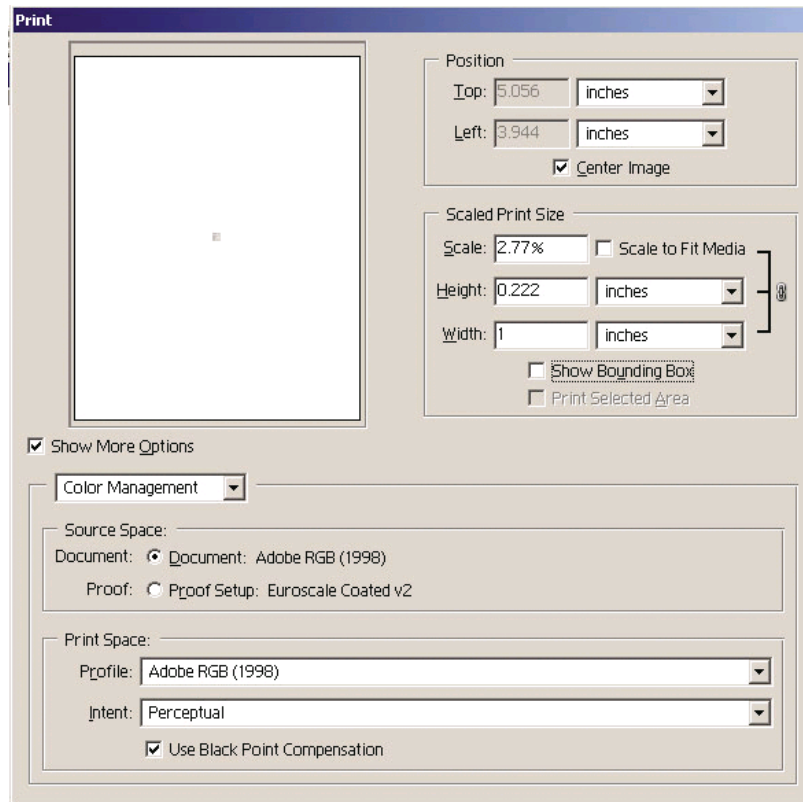 Print
Position
Top: 5.056 inches
Left: 3.944 inches
Center Image
Scaled Print Size
Scale: 2.77% Scale to Fit Media
Height: 0.222 inches
Width: 1 inches
Show Bounding Box
Print Selected Area
Show More Options
Color Management
Source Space:
Document: Document: Adobe RGB (1998)
Proof: Proof Setup: Euroscale Coated v2
Print Space:
Profile: Adobe RGB (1998)
Intent: Perceptual
Use Black Point Compensation